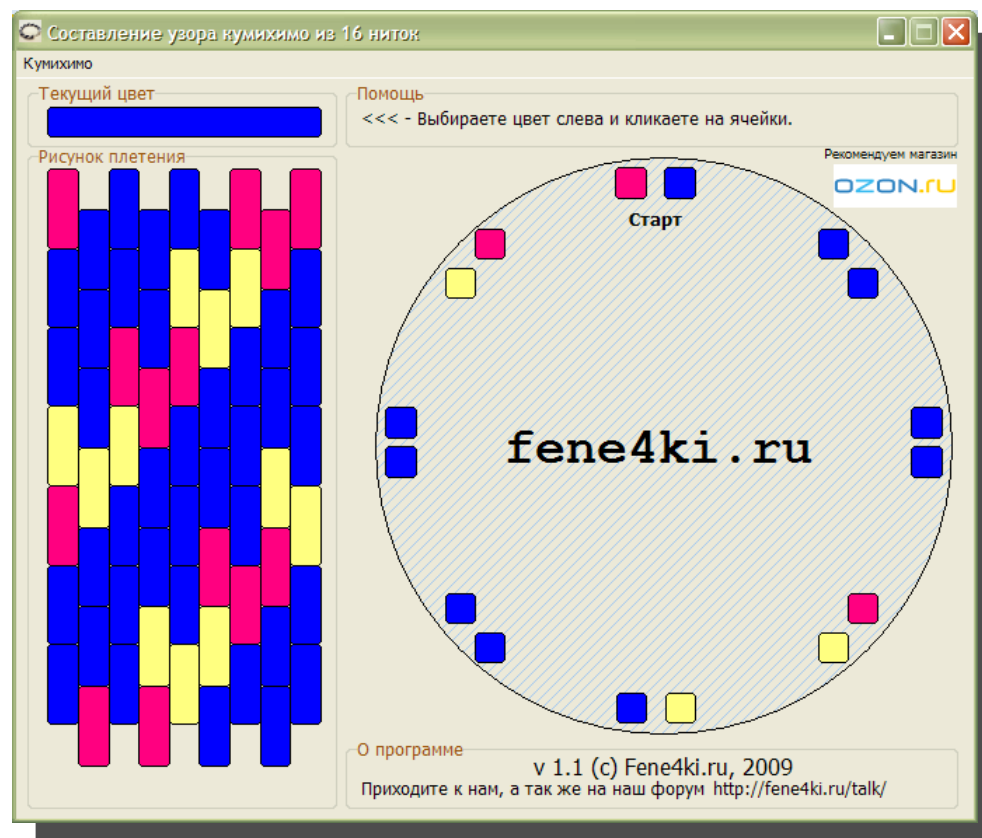 Составление узора кумихимо из 16 ниток
Кумихимо
Текущий цвет
Помощь
<<< - Выбираете цвет слева и кликаете на ячейки.
Рисунок плетения
Рекомендуем магазин
OZON.ru
Старт
fene4ki.ru
О программе
v 1.1 (c) Fene4ki.ru, 2009
Приходите к нам, а так же на наш форум http://fene4ki.ru/talk/